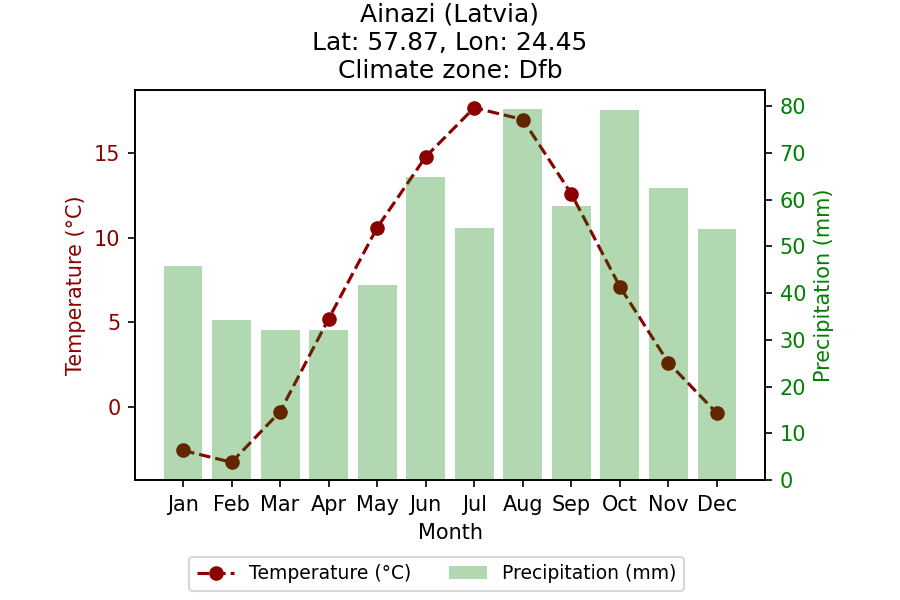 Ainazi (Latvia)
Lat: 57.87, Lon: 24.45
Climate zone: Dfb
Temperature (°C)
15
10
5
0
80
70
60
50
40
30
20
10
0
Precipitation (mm)
Jan Feb Mar Apr May Jun Jul Aug Sep Oct Nov Dec
Month
Temperature (°C) Precipitation (mm)